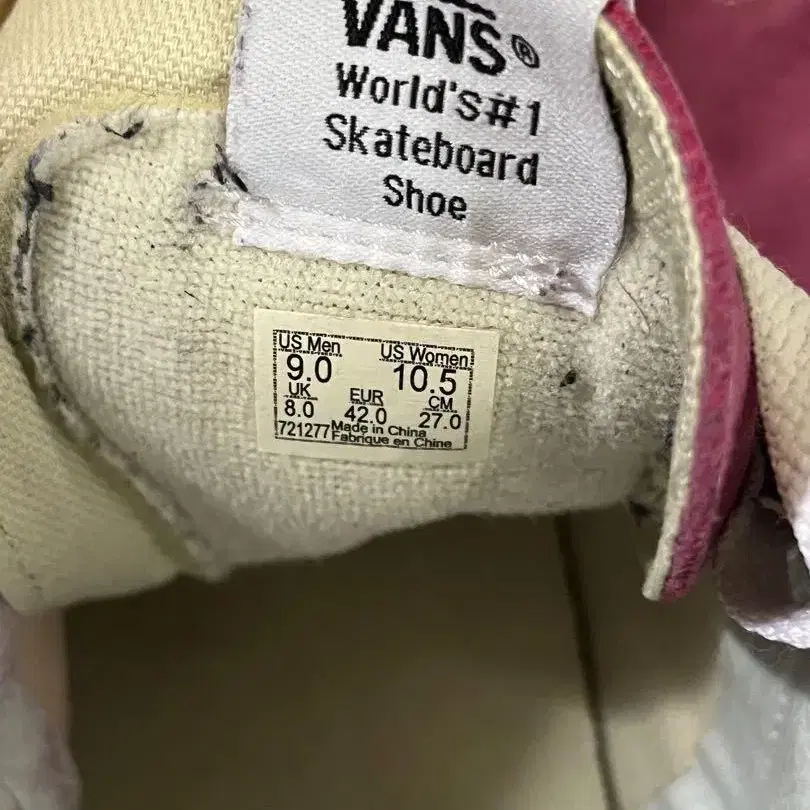 VANS®
World's#1
Skateboard
Shoe
US Men US Women
9.0 10.5
UK EUR CM
8.0 42.0 27.0
721277 Made in China
Fabrique en Chine